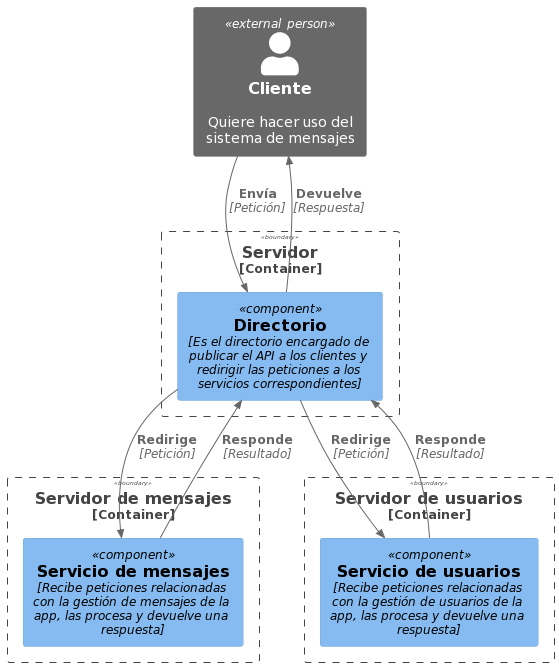 «external person»
Cliente
Quiere hacer uso del
sistema de mensajes
Envía
[Petición]
Devuelve
[Respuesta]
«boundary»
Servidor
[Container]
«component»
Directorio
[Es el directorio encargado de
publicar el API a los clientes y
redirigir las peticiones a los
servicios correspondientes]
Redirige
[Petición]
Responde
[Resultado]
Redirige
[Petición]
Responde
[Resultado]
«boundary»
Servidor de mensajes
[Container]
«component»
Servicio de mensajes
[Recibe peticiones relacionadas
con la gestión de mensajes de la
app, las procesa y devuelve una
respuesta]
«boundary»
Servidor de usuarios
[Container]
«component»
Servicio de usuarios
[Recibe peticiones relacionadas
con la gestión de usuarios de la
app, las procesa y devuelve una
respuesta]